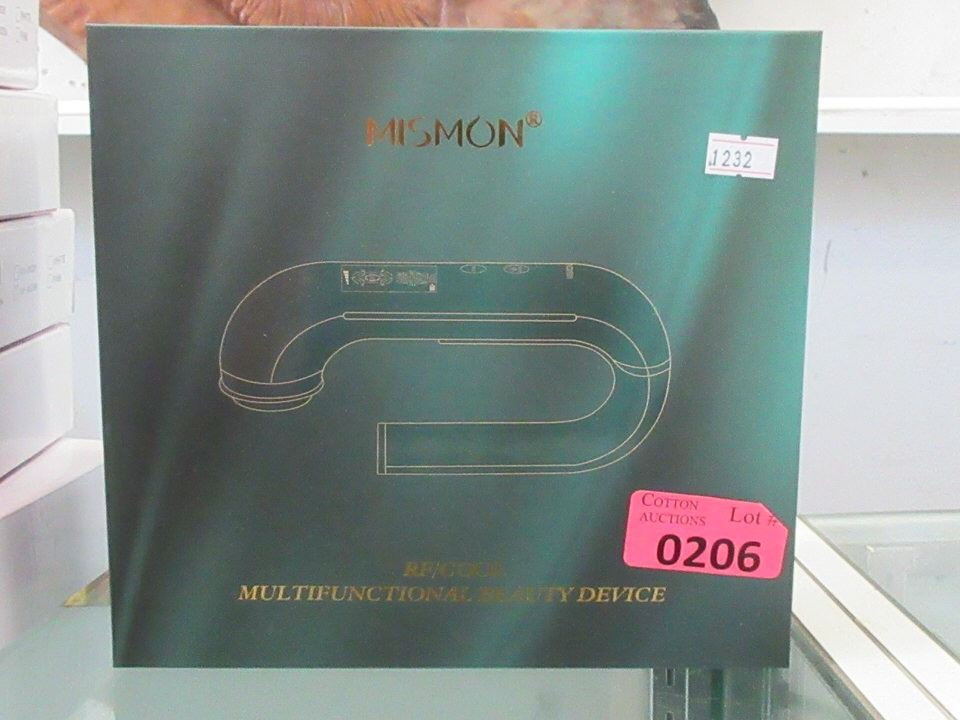 MISMON®
1232
COTTON
AUCTIONS
Lot #
0206
RF/COOL
MULTIFUNCTIONAL BEAUTY DEVICE